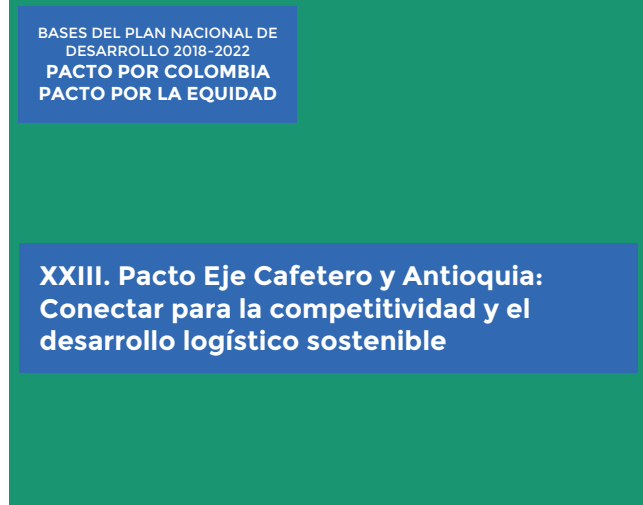 BASES DEL PLAN NACIONAL DE
DESARROLLO 2018-2022
PACTO POR COLOMBIA
PACTO POR LA EQUIDAD
XXIII. Pacto Eje Cafetero y Antioquia:
Conectar para la competitividad y el
desarrollo logístico sostenible